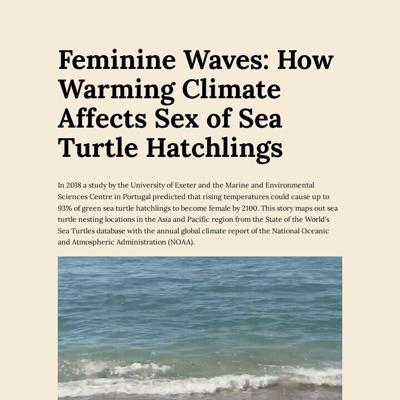 Feminine Waves: How
Warming Climate
Affects Sex of Sea
Turtle Hatchlings
In 2018 a study by the University of Exeter and the Marine and Environmental
Sciences Centre in Portugal predicted that rising temperatures could cause up to
93% of green sea turtle hatchlings to become female by 2100. This story maps out sea
turtle nesting locations in the Asia and Pacific region from the State of the World's
Sea Turtles database with the annual global climate report of the National Oceanic
and Atmospheric Administration (NOAA).